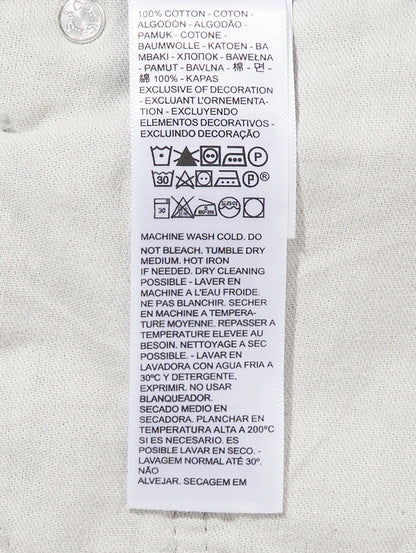 100% COTTON - COTON -
ALGODÓN - ALGODÃO -
PAMUK - COTONE -
BAUMWOLLE - KATOEN - BA
MBAKI - ХЛОПОК - BAWEŁNA
- PAMUT - BAVLNA - 棉 - 면 -
綿 100% - KAPAS
EXCLUSIVE OF DECORATION
- EXCLUANT L'ORNEMENTA-
TION - EXCLUYENDO
ELEMENTOS DECORATIVOS -
EXCLUINDO DECORAÇÃO
P
30 P
MACHINE WASH COLD. DO
NOT BLEACH. TUMBLE DRY
MEDIUM. HOT IRON
IF NEEDED. DRY CLEANING
POSSIBLE - LAVER EN
MACHINE A L'EAU FROIDE.
NE PAS BLANCHIR. SECHER
EN MACHINE A TEMPERA-
TURE MOYENNE. REPASSER A
TEMPERATURE ELEVEE AU
BESOIN. NETTOYAGE A SEC
POSSIBLE. - LAVAR EN
LAVADORA CON AGUA FRIA A
30ºC Y DETERGENTE,
EXPRIMIR. NO USAR
BLANQUEADOR.
SECADO MEDIO EN
SECADORA. PLANCHAR EN
TEMPERATURA ALTA A 200°C
SI ES NECESARIO. ES
POSIBLE LAVAR EN SECO. -
LAVAGEM NORMAL ATÉ 30º.
NÃO
ALVEJAR. SECAGEM EM